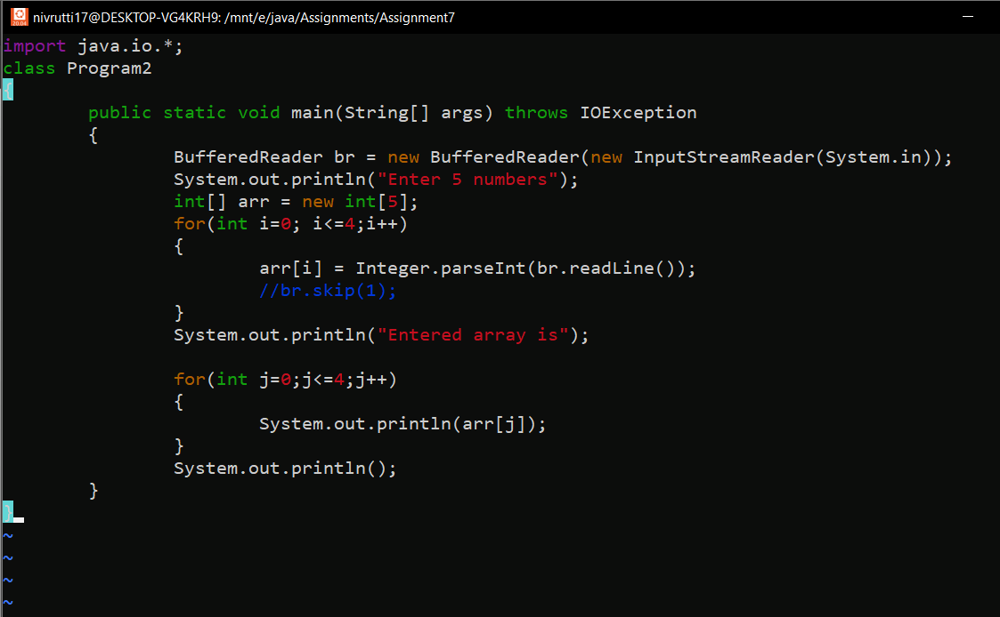 20.04 nivrutti17@DESKTOP-VG4KRH9: /mnt/e/java/Assignments/Assignment7
import java.io.*;
class Program2
{
        public static void main(String[] args) throws IOException
        {
                BufferedReader br = new BufferedReader(new InputStreamReader(System.in));
                System.out.println("Enter 5 numbers");
                int[] arr = new int[5];
                for(int i=0; i<=4;i++)
                {
                        arr[i] = Integer.parseInt(br.readLine());
                        //br.skip(1);
                }
                System.out.println("Entered array is");

                for(int j=0;j<=4;j++)
                {
                        System.out.println(arr[j]);
                }
                System.out.println();
        }
}
~
~
~
~